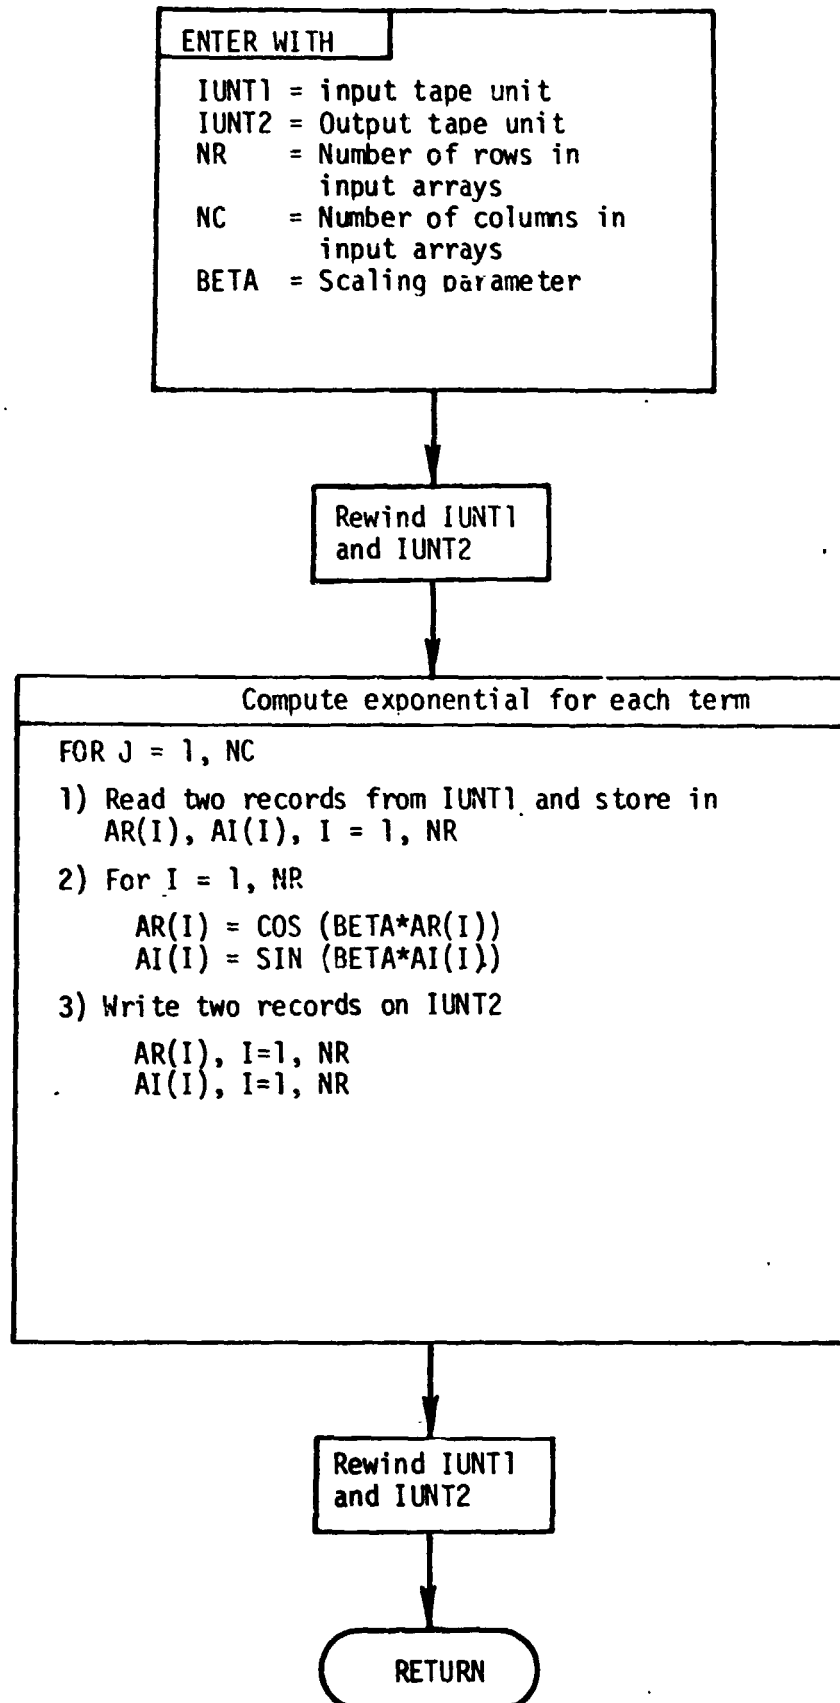 ENTER WITH
IUNT1 = input tape unit
IUNT2 = Output tape unit
NR = Number of rows in
input arrays
NC = Number of columns in
input arrays
BETA = Scaling parameter
Rewind IUNT1
and IUNT2
Compute exponential for each term
FOR J = 1, NC
1) Read two records from IUNT1 and store in
AR(I), AI(I), I = 1, NR
2) For I = 1, NR
AR(I) = COS (BETA*AR(I))
AI(I) = SIN (BETA*AI(I))
3) Write two records on IUNT2
AR(I), I=1, NR
AI(I), I=1, NR
Rewind IUNT1
and IUNT2
RETURN